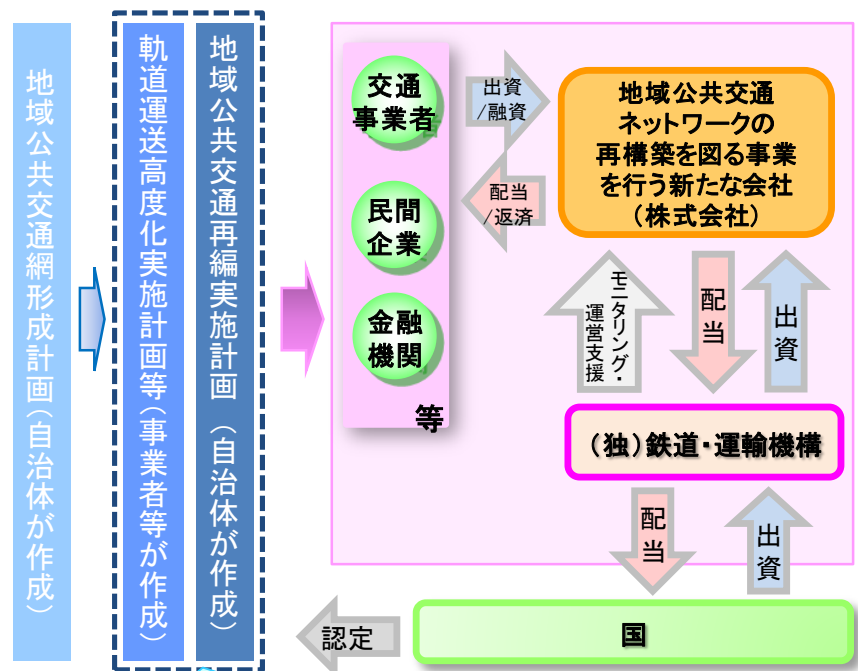 地域公共交通網形成計画(自治体が作成)
軌道運送高度化実施計画等(事業者等が作成)
地域公共交通再編実施計画(自治体が作成)
交通
事業者
民間
企業
金融
機関
等
出資
/融資
配当
/返済
地域公共交通
ネットワークの
再構築を図る事業
を行う新たな会社
(株式会社)
モニタリング・
運営支援
配当
出資
(独)鉄道・運輸機構
配当
出資
認定
国